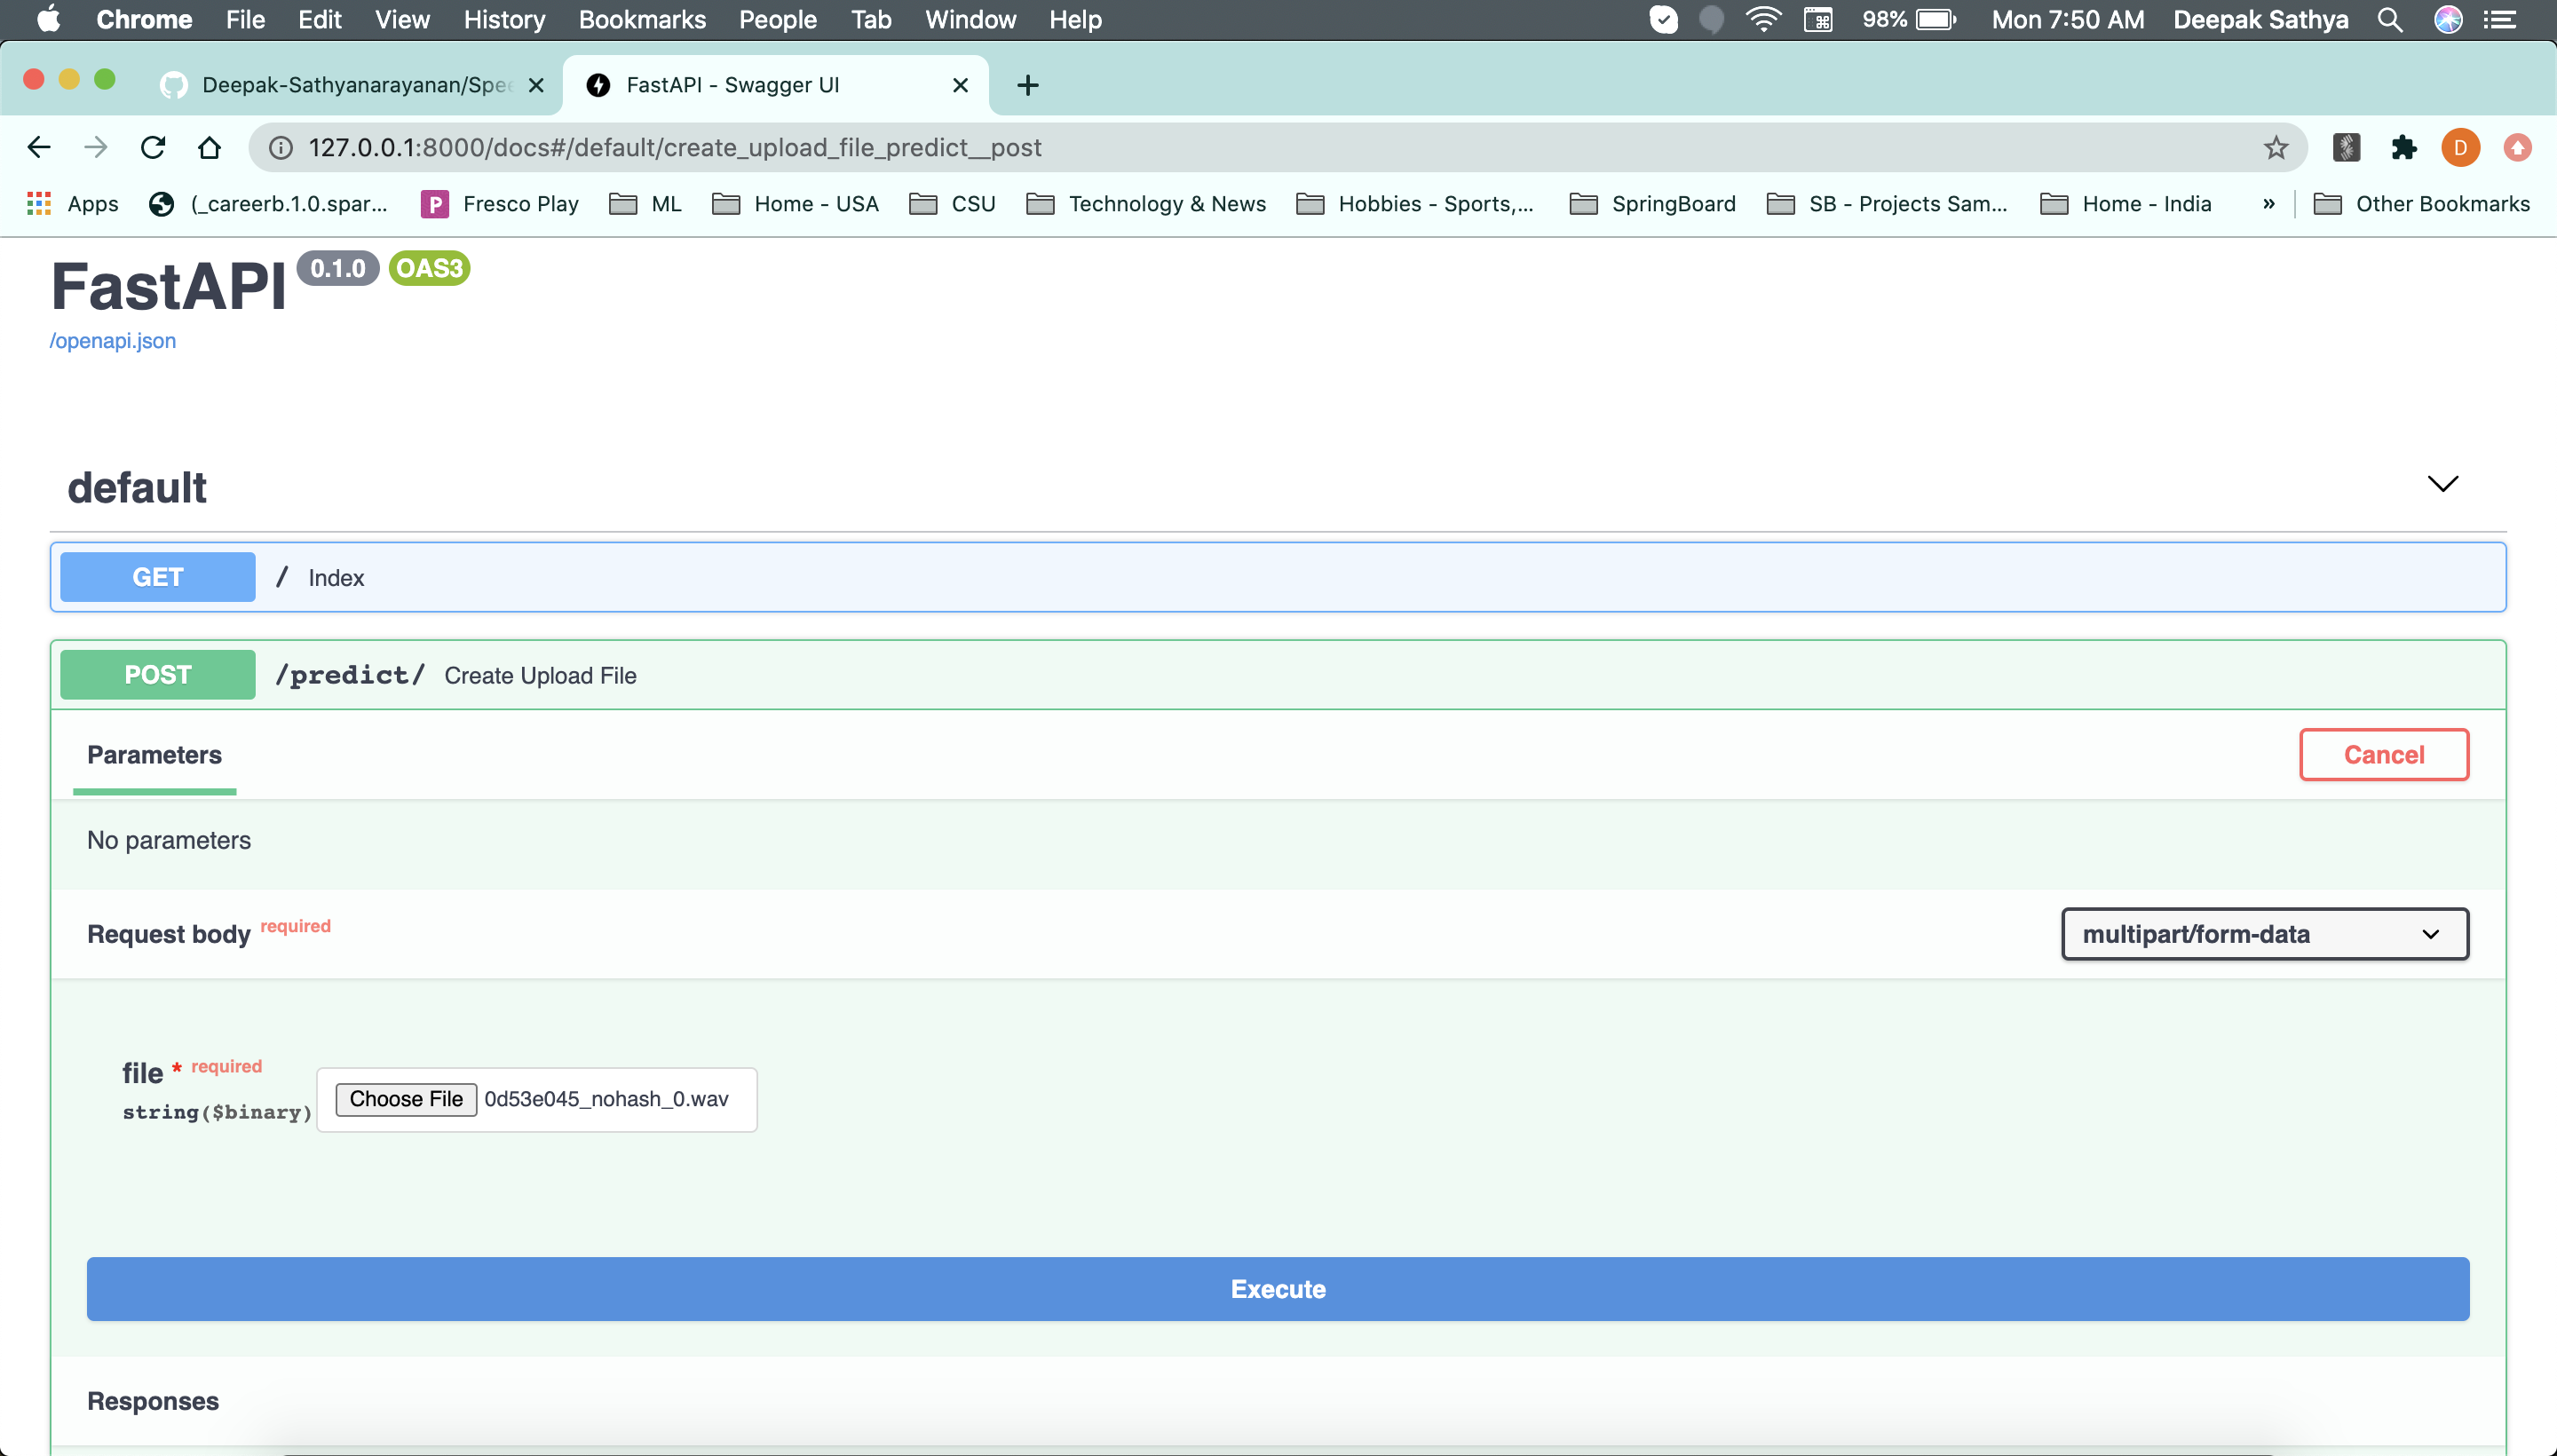 Chrome File Edit View History Bookmarks People Tab Window Help 98% Mon 7:50 AM Deepak Sathya
Deepak-Sathyanarayanan/Spee FastAPI - Swagger UI
127.0.0.1:8000/docs#/default/create_upload_file_predict__post D
Apps (_careerb.1.0.spar... P Fresco Play ML Home - USA CSU Technology & News Hobbies - Sports,... SpringBoard SB - Projects Sam... Home - India » Other Bookmarks
FastAPI 0.1.0 OAS3
/openapi.json
default
GET / Index
POST /predict/ Create Upload File
Parameters Cancel
No parameters
Request body required multipart/form-data
file * required
Choose File 0d53e045_nohash_0.wav
string($binary)
Execute
Responses